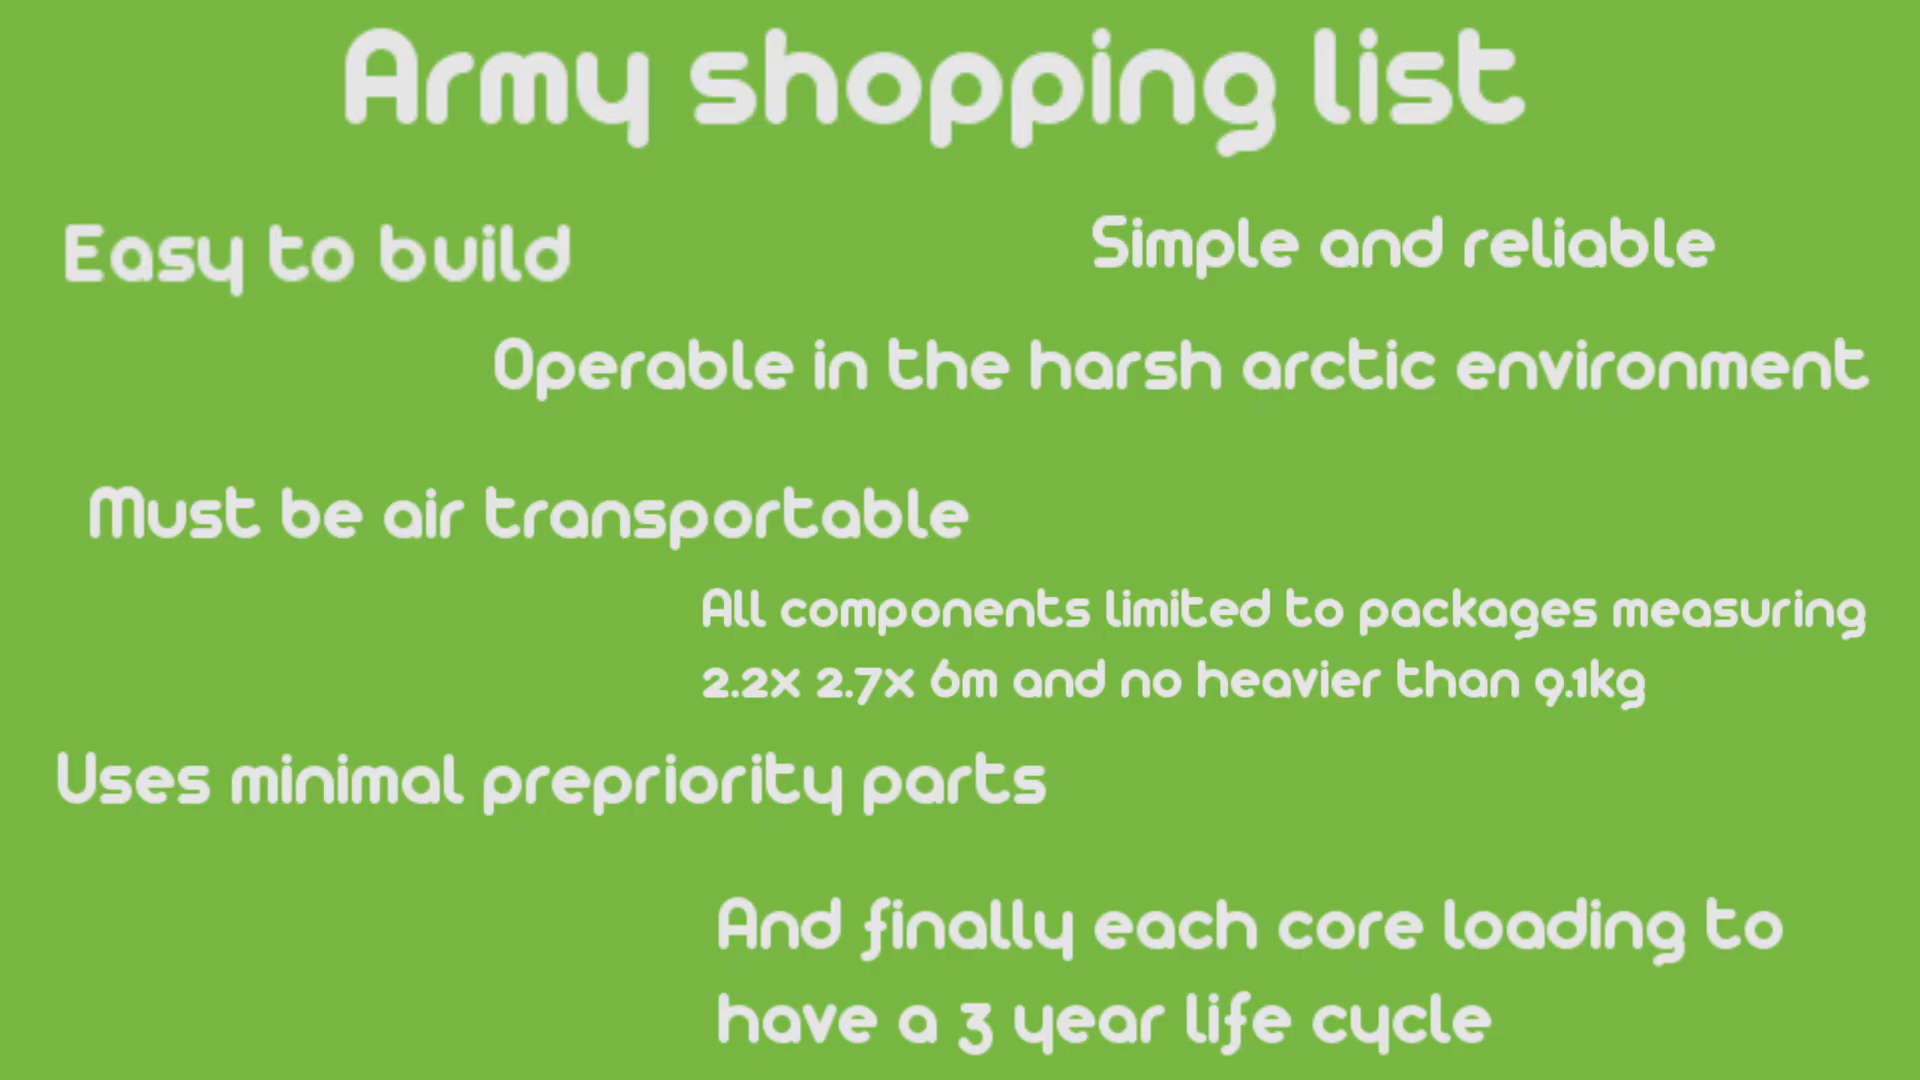 Army shopping list
Easy to build
Simple and reliable
Operable in the harsh arctic environment
Must be air transportable
All components limited to packages measuring
2.2x 2.7x 6m and no heavier than 9.1kg
Uses minimal prepriority parts
And finally each core loading to
have a 3 year life cycle